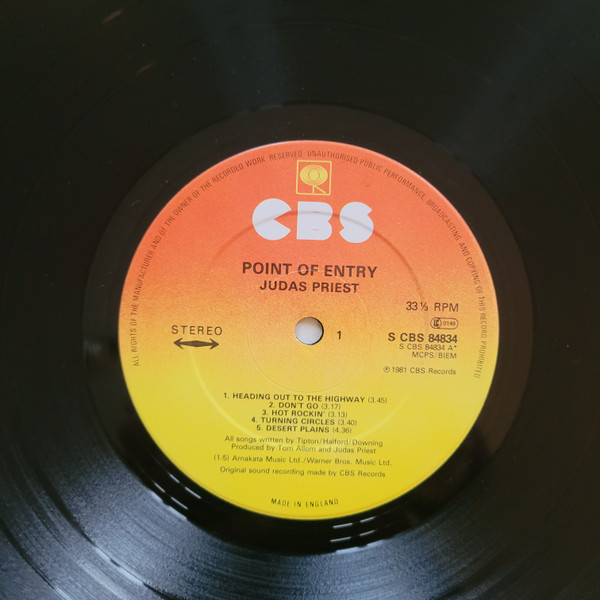 ALL RIGHTS OF THE MANUFACTURER AND OF THE OWNER OF THE RECORDED WORK RESERVED. UNAUTHORISED PUBLIC PERFORMANCE, BROADCASTING AND COPYING OF THIS RECORD PROHIBITED
CBS
POINT OF ENTRY
JUDAS PRIEST
33⅓ RPM
STEREO
1
S CBS 84834
S CBS 84834 A*
MCPS/BIEM
℗ 1981 CBS Records
1. HEADING OUT TO THE HIGHWAY (3.45)
2. DON'T GO (3.17)
3. HOT ROCKIN' (3.13)
4. TURNING CIRCLES (3.40)
5. DESERT PLAINS (4.36)
All songs written by Tipton/Halford/Downing
Produced by Tom Allom and Judas Priest
(1-5) Arnakata Music Ltd./Warner Bros. Music Ltd.
Original sound recording made by CBS Records
MADE IN ENGLAND